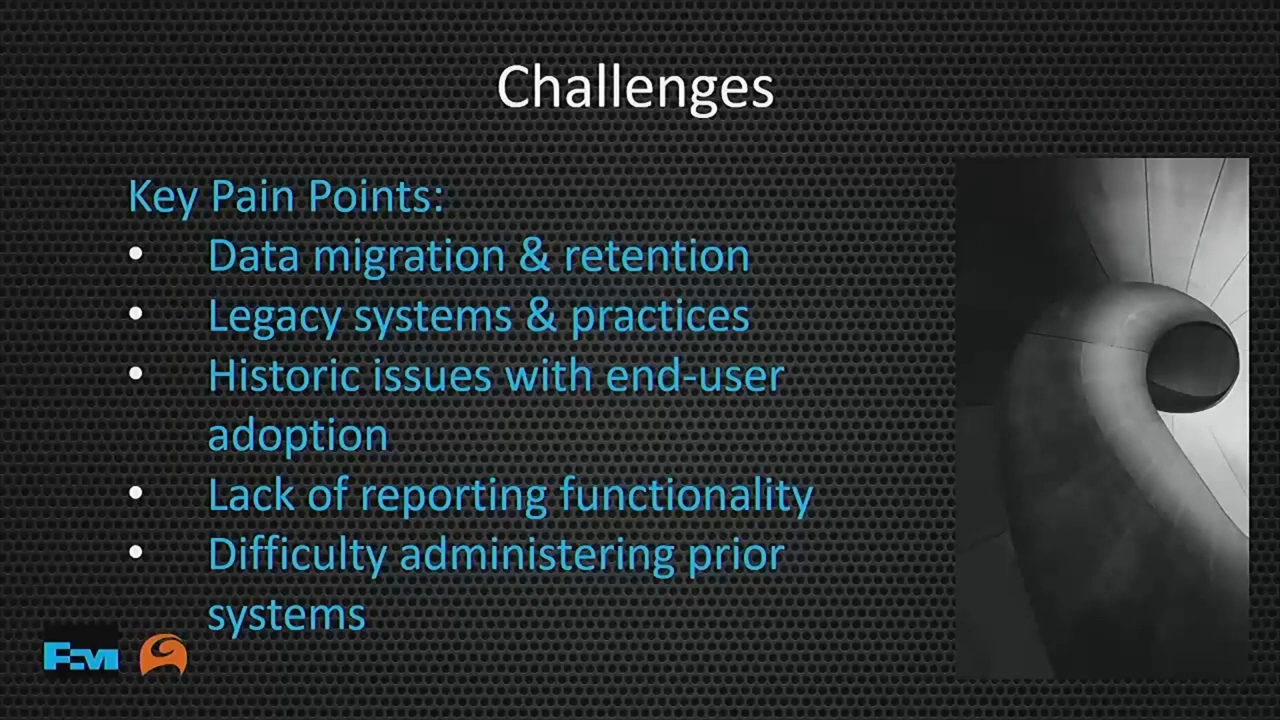 Challenges
Key Pain Points:
• Data migration & retention
• Legacy systems & practices
• Historic issues with end-user
adoption
• Lack of reporting functionality
• Difficulty administering prior
systems